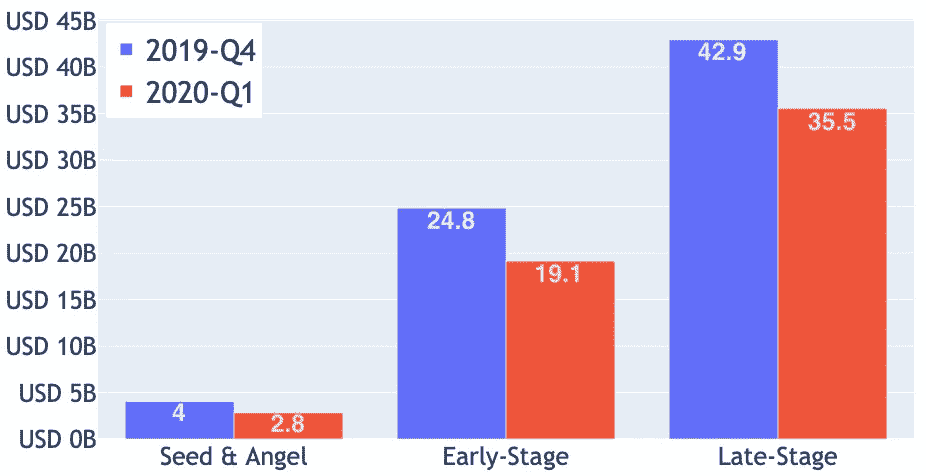 USD 45B
USD 40B
USD 35B
USD 30B
USD 25B
USD 20B
USD 15B
USD 10B
USD 5B
USD 0B
2019-Q4
2020-Q1
4
2.8
24.8
19.1
42.9
35.5
Seed & Angel
Early-Stage
Late-Stage